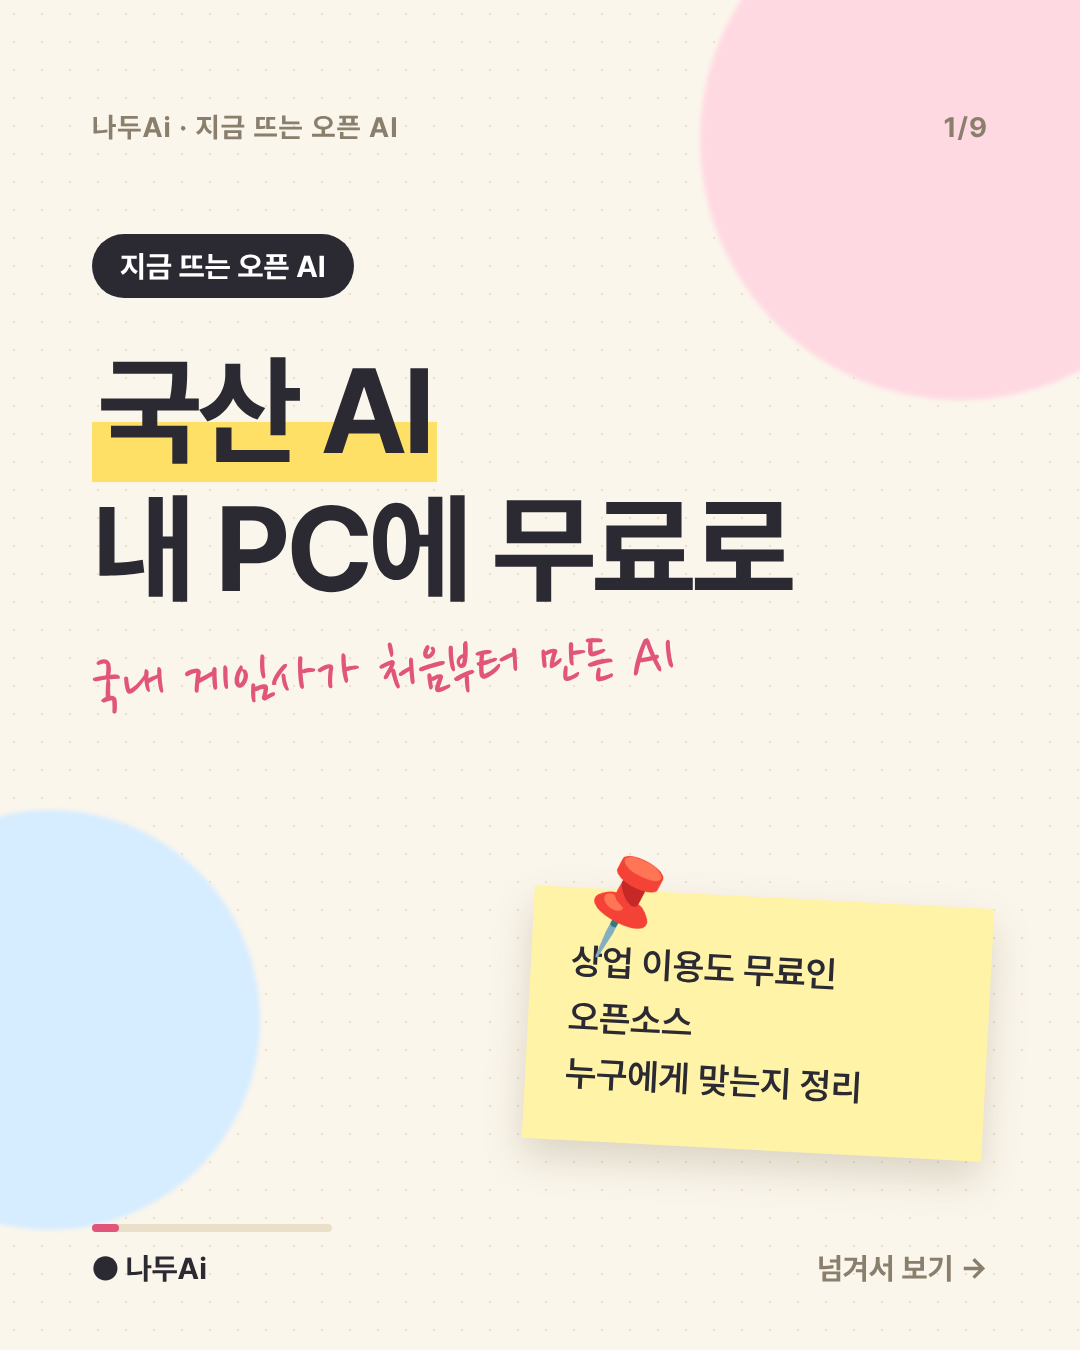 나두Ai · 지금 뜨는 오픈 AI
1/9
지금 뜨는 오픈 AI
국산 AI
내 PC에 무료로
국내 게임사가 처음부터 만든 AI
상업 이용도 무료인
오픈소스
누구에게 맞는지 정리
● 나두Ai
넘겨서 보기 →